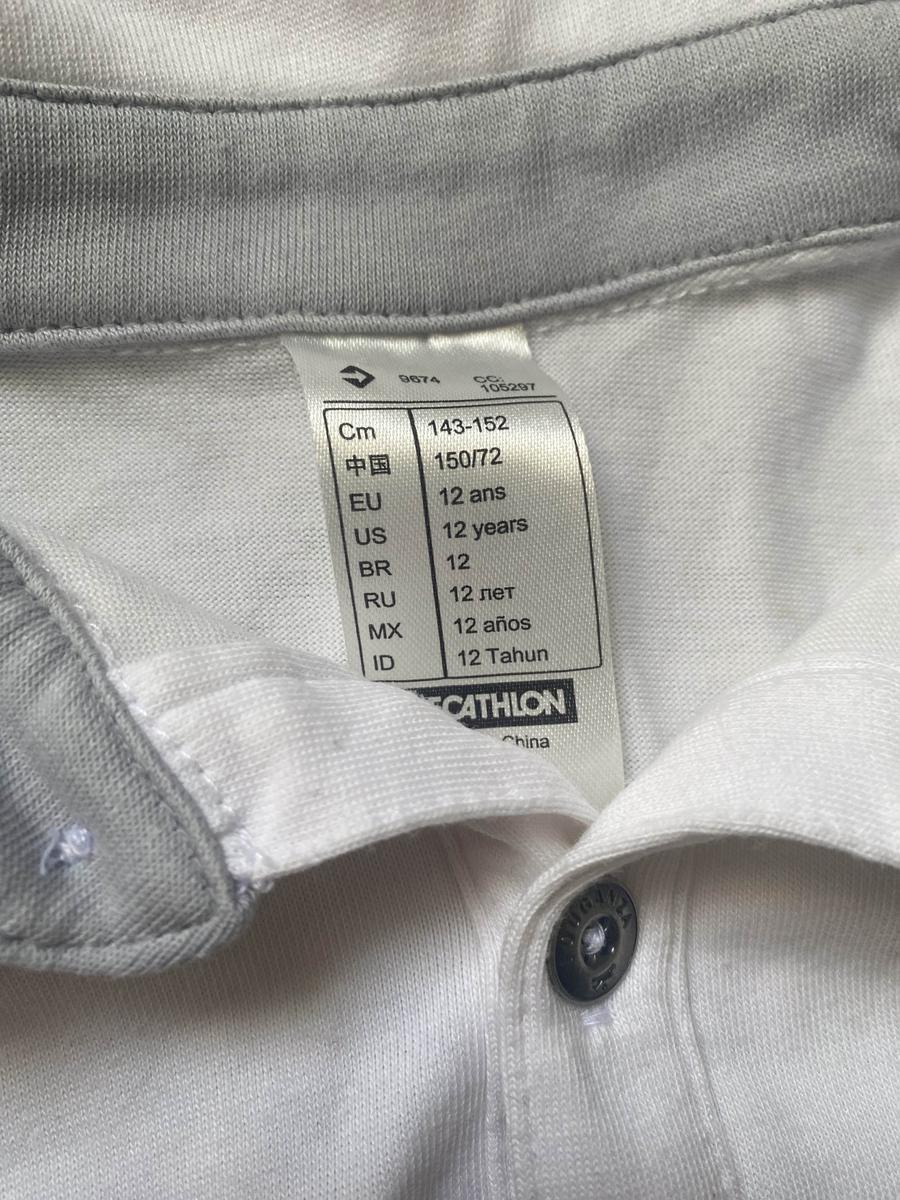 9674 CC:
105297
Cm 143-152
中国 150/72
EU 12 ans
US 12 years
BR 12
RU 12 лет
MX 12 años
ID 12 Tahun
ECATHLON
China